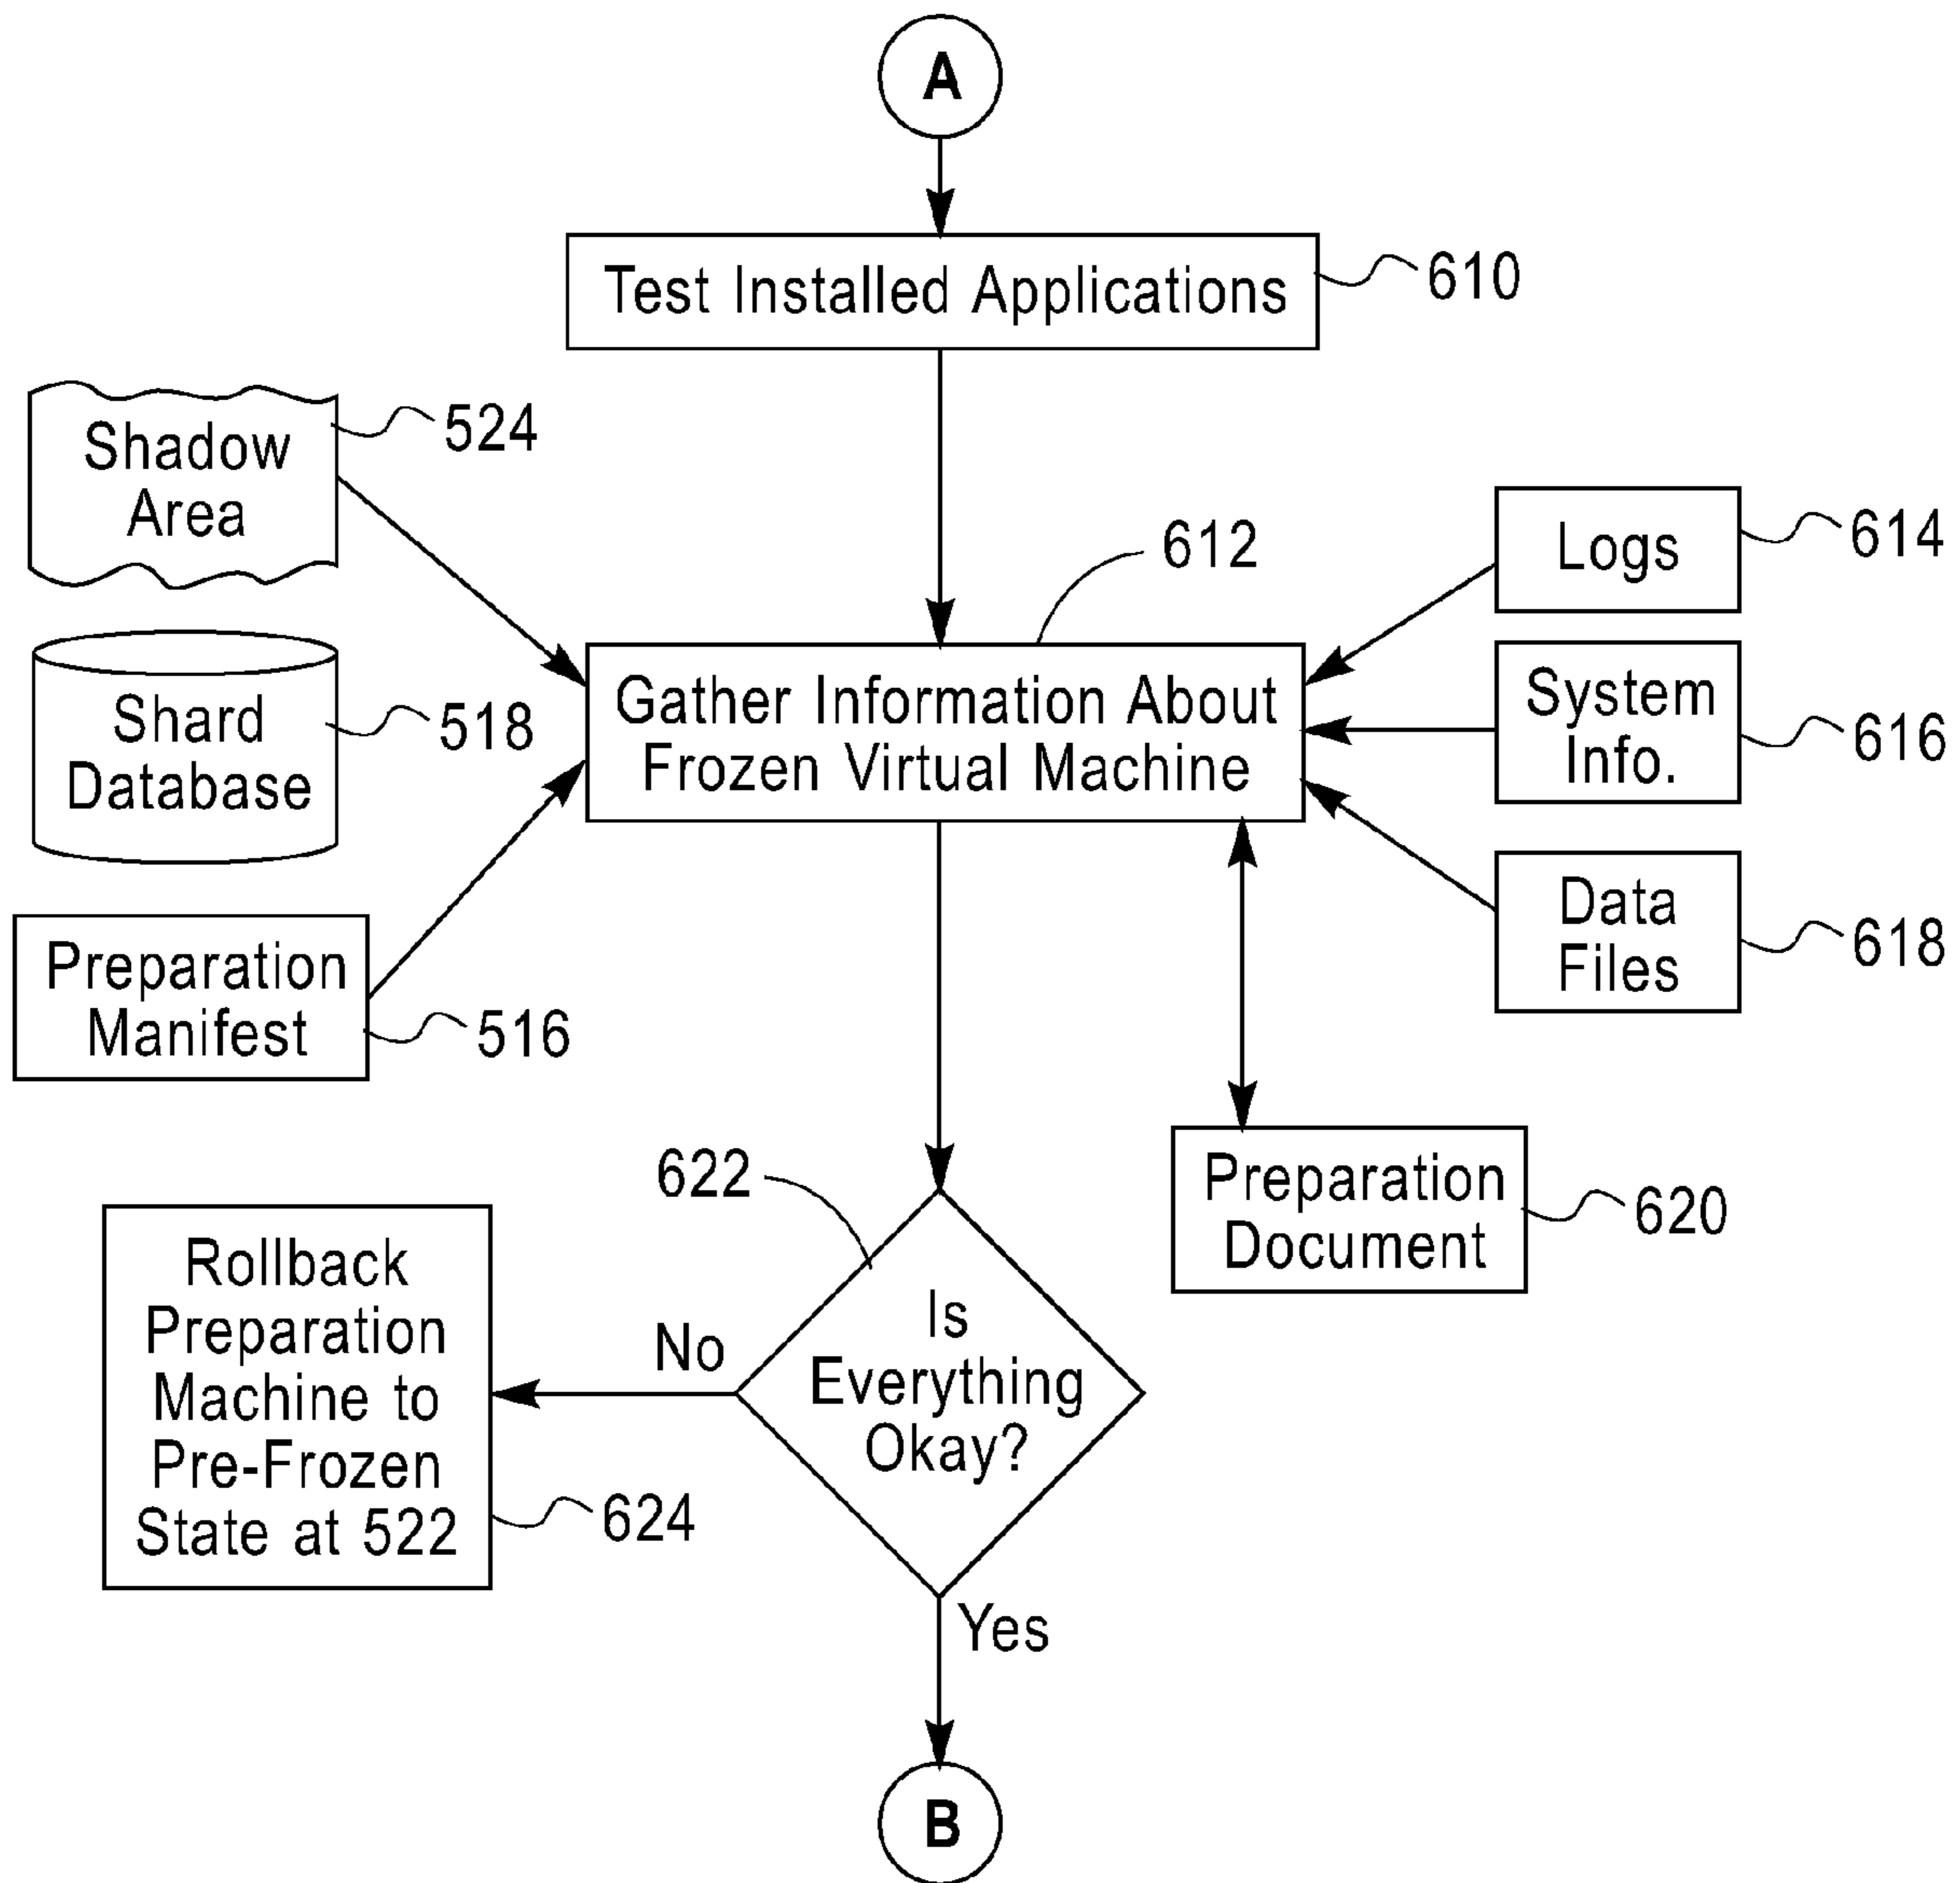 A
Test Installed Applications
610
Shadow
Area
524
Shard
Database
518
Preparation
Manifest
516
612
Gather Information About
Frozen Virtual Machine
Logs
614
System
Info.
616
Data
Files
618
Preparation
Document
620
622
Is
Everything
Okay?
No
Rollback
Preparation
Machine to
Pre-Frozen
State at 522
624
Yes
B